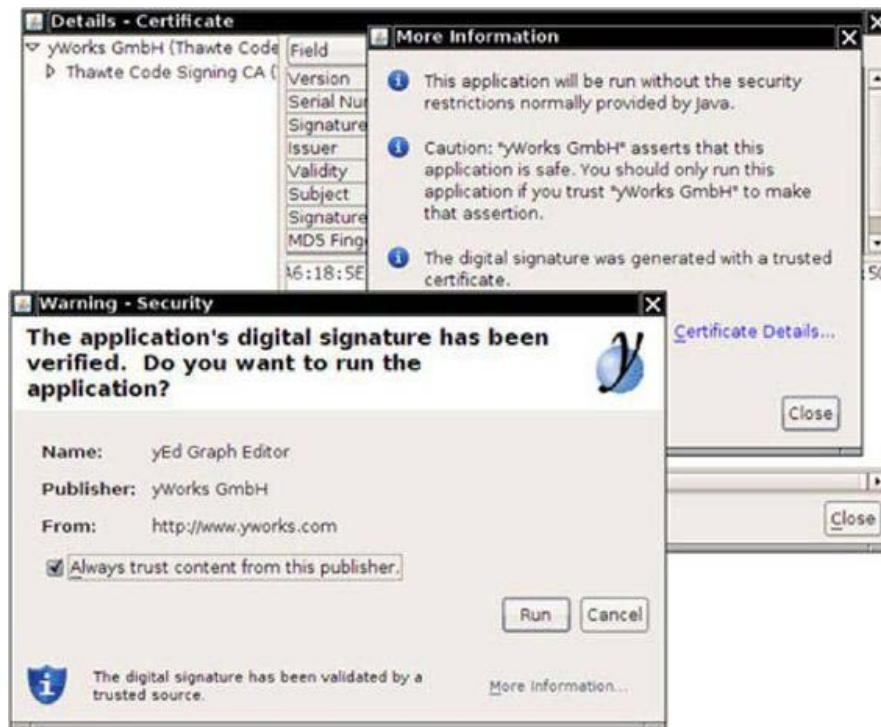 Details - Certificate
yWorks GmbH (Thawte Code
Thawte Code Signing CA (
Field
Version
Serial Nu
Signature
Issuer
Validity
Subject
Signature
MD5 Fing
A6:18:5E
More Information
This application will be run without the security
restrictions normally provided by Java.
Caution: "yWorks GmbH" asserts that this
application is safe. You should only run this
application if you trust "yWorks GmbH" to make
that assertion.
The digital signature was generated with a trusted
certificate.
Certificate Details...
Close
Close
Warning - Security
The application's digital signature has been
verified. Do you want to run the
application?
y
Name: yEd Graph Editor
Publisher: yWorks GmbH
From: http://www.yworks.com
Always trust content from this publisher.
Run Cancel
The digital signature has been validated by a
trusted source.
More Information...